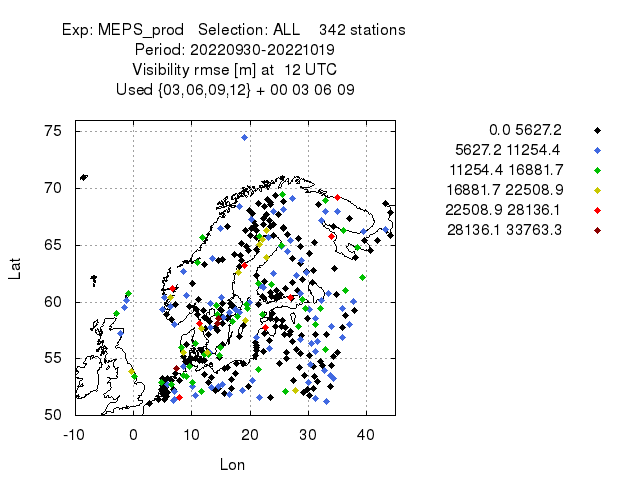 Exp: MEPS_prod   Selection: ALL    342 stations
Period: 20220930-20221019
Visibility rmse [m] at  12 UTC
Used {03,06,09,12} + 00 03 06 09
0.0 5627.2
5627.2 11254.4
11254.4 16881.7
16881.7 22508.9
22508.9 28136.1
28136.1 33763.3
75
70
65
60
55
50
Lat
-10 0 10 20 30 40
Lon